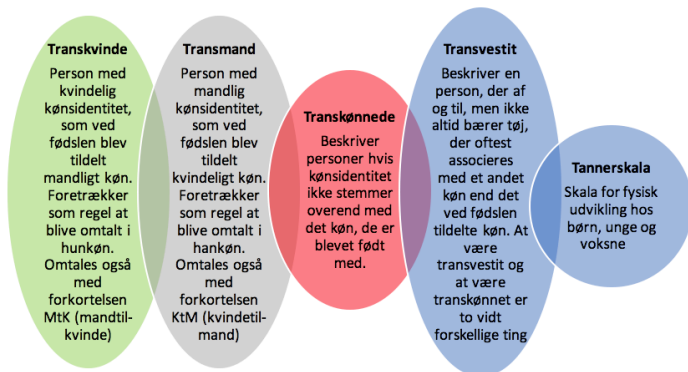 Transkvinde
Person med
kvindelig
kønsidentitet,
som ved
fødslen blev
tildelt
mandligt køn.
Foretrækker
som regel at
blive omtalt i
hunkøn.
Omtales også
med
forkortelsen
MtK (mandtil-
kvinde)
Transmand
Person med
mandlig
kønsidentitet,
som ved
fødslen blev
tildelt
kvindeligt køn.
Foretrækker
som regel at
blive omtalt i
hankøn.
Omtales også
med
forkortelsen
KtM (kvindetil-
mand)
Transkønnede
Beskriver
personer hvis
kønsidentitet
ikke stemmer
overend med
det køn, de er
blevet født
med.
Transvestit
Beskriver en
person, der af
og til, men ikke
altid bærer tøj,
der oftest
associeres
med et andet
køn end det
ved fødslen
tildelte køn. At
være
transvestit og
at være
transkønnet er
to vidt
forskellige ting
Tannerskala
Skala for fysisk
udvikling hos
børn, unge og
voksne